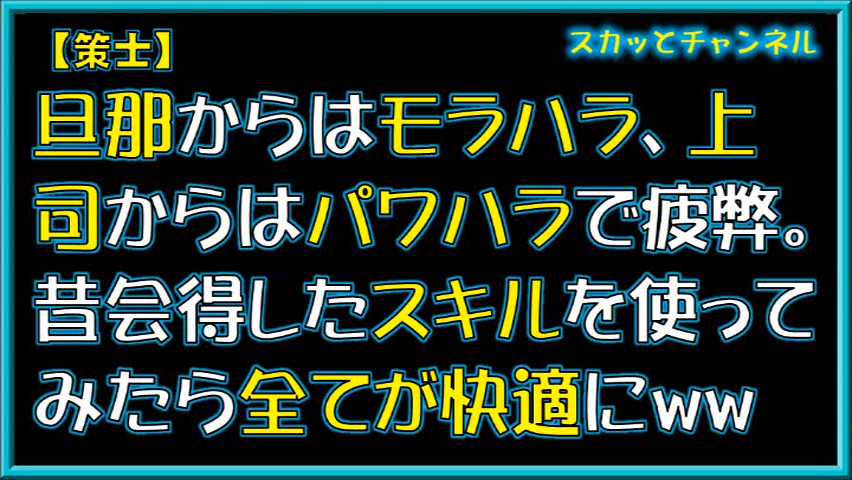 【策士】
スカッとチャンネル
旦那からはモラハラ、上
司からはパワハラで疲弊。
昔会得したスキルを使って
みたら全てが快適にww